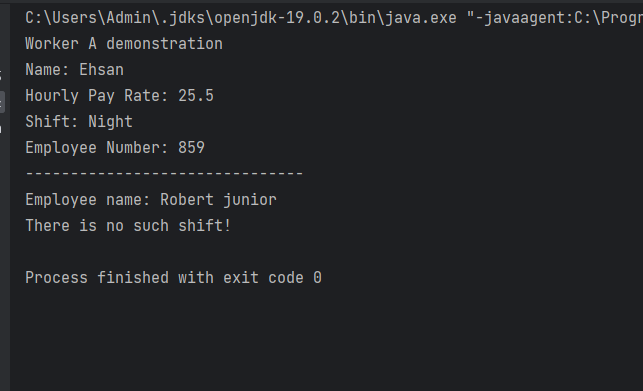 C:\Users\Admin\.jdks\openjdk-19.0.2\bin\java.exe "-javaagent:C:\Progr
Worker A demonstration
Name: Ehsan
Hourly Pay Rate: 25.5
Shift: Night
Employee Number: 859
-------------------------------
Employee name: Robert junior
There is no such shift!
Process finished with exit code 0